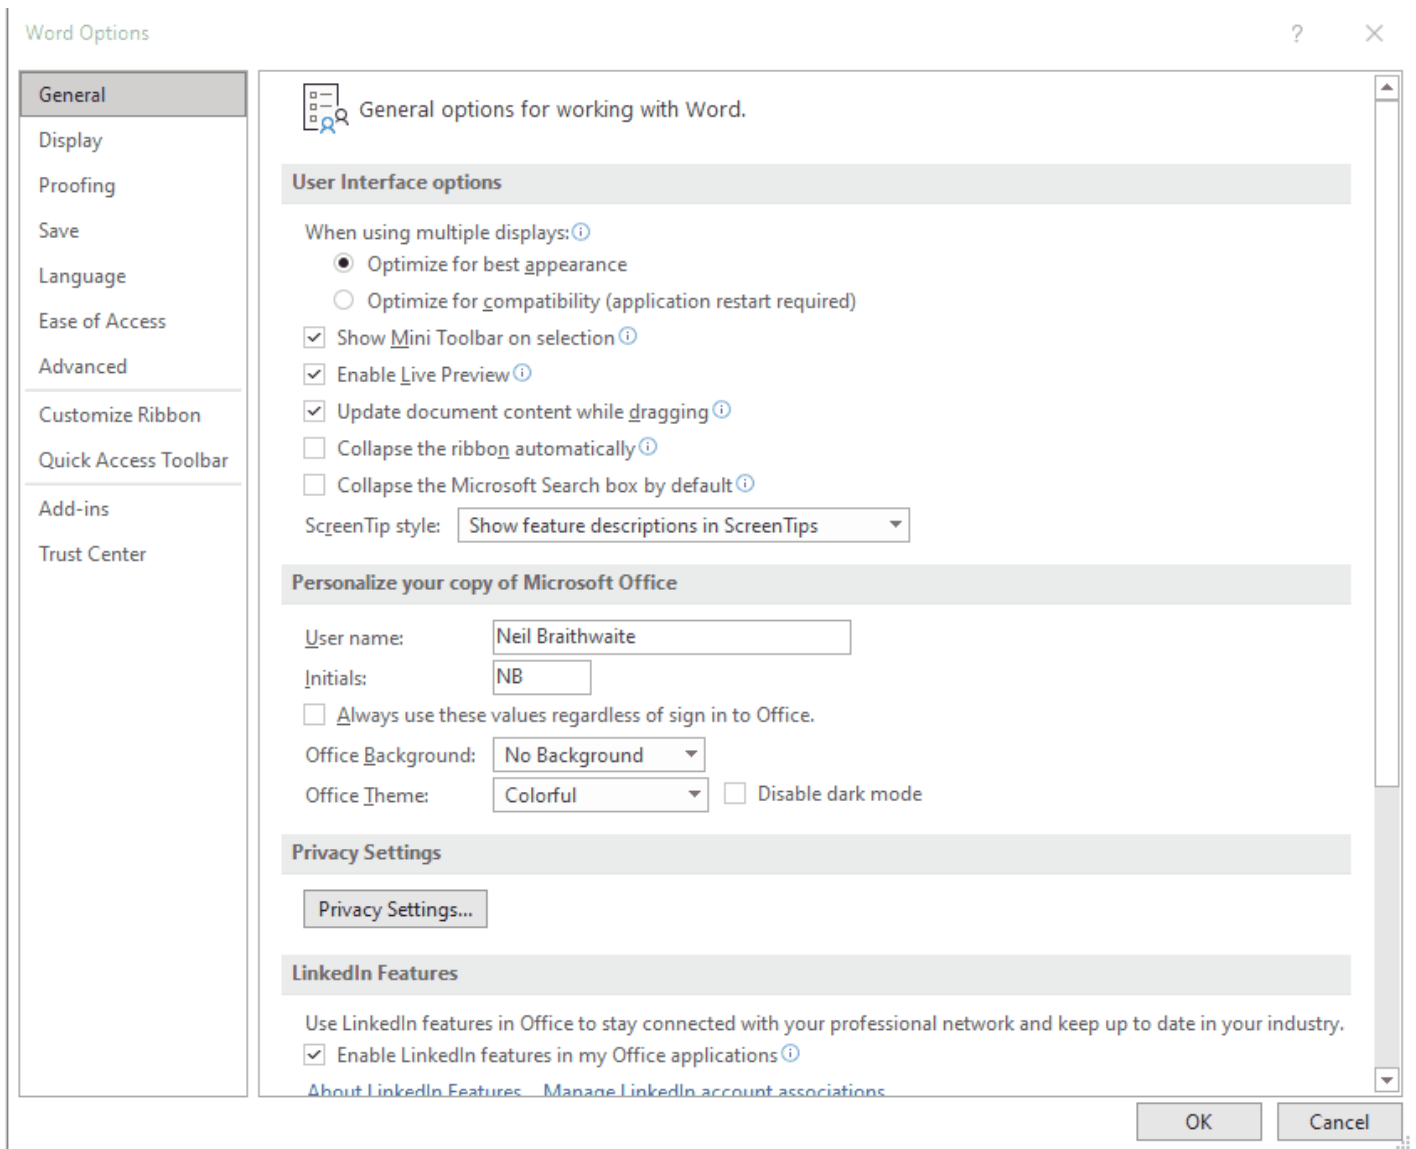 Word Options
?
General
Display
Proofing
Save
Language
Ease of Access
Advanced
Customize Ribbon
Quick Access Toolbar
Add-ins
Trust Center
General options for working with Word.
User Interface options
When using multiple displays:
Optimize for best appearance
Optimize for compatibility (application restart required)
Show Mini Toolbar on selection
Enable Live Preview
Update document content while dragging
Collapse the ribbon automatically
Collapse the Microsoft Search box by default
ScreenTip style: Show feature descriptions in ScreenTips
Personalize your copy of Microsoft Office
User name: Neil Braithwaite
Initials: NB
Always use these values regardless of sign in to Office.
Office Background: No Background
Office Theme: Colorful Disable dark mode
Privacy Settings
Privacy Settings...
LinkedIn Features
Use LinkedIn features in Office to stay connected with your professional network and keep up to date in your industry.
Enable LinkedIn features in my Office applications
About LinkedIn Features Manage LinkedIn account associations
OK Cancel